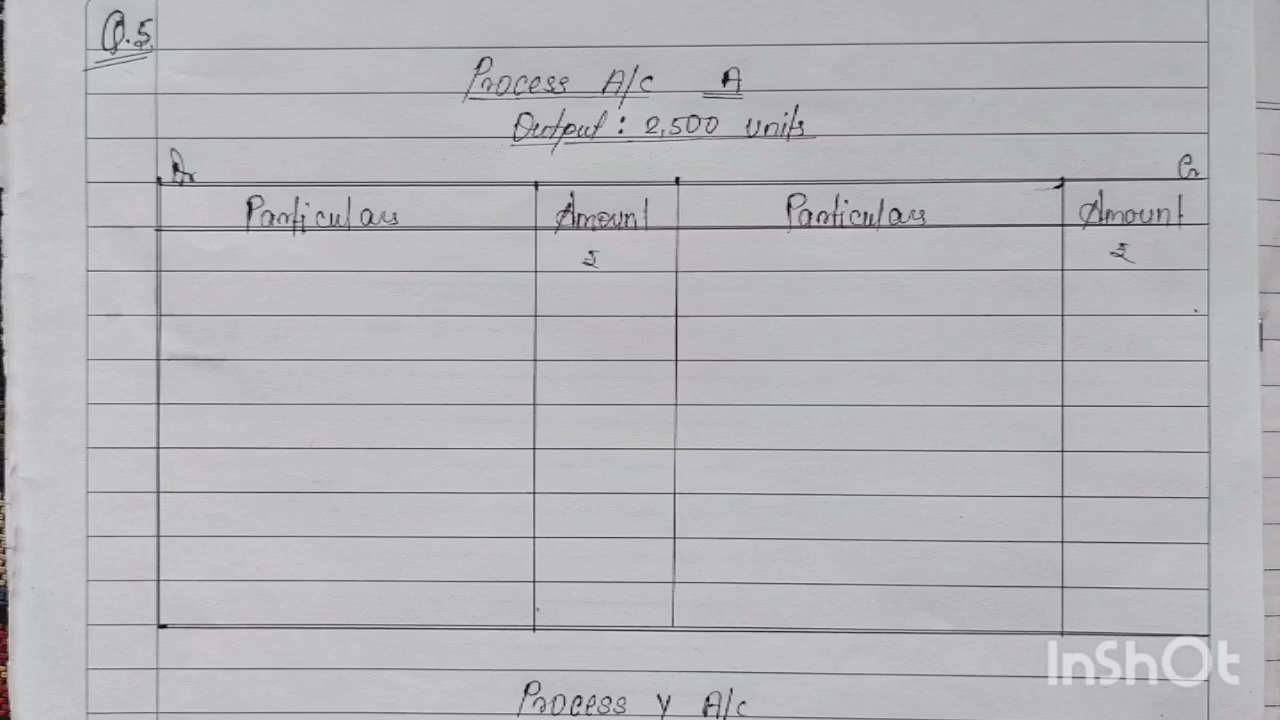 Q.5
Process A/c A
Output : 2,500 units
Dr Cr
Particulars Amount Particulars Amount
₹ ₹
Process Y A/c
InShOt